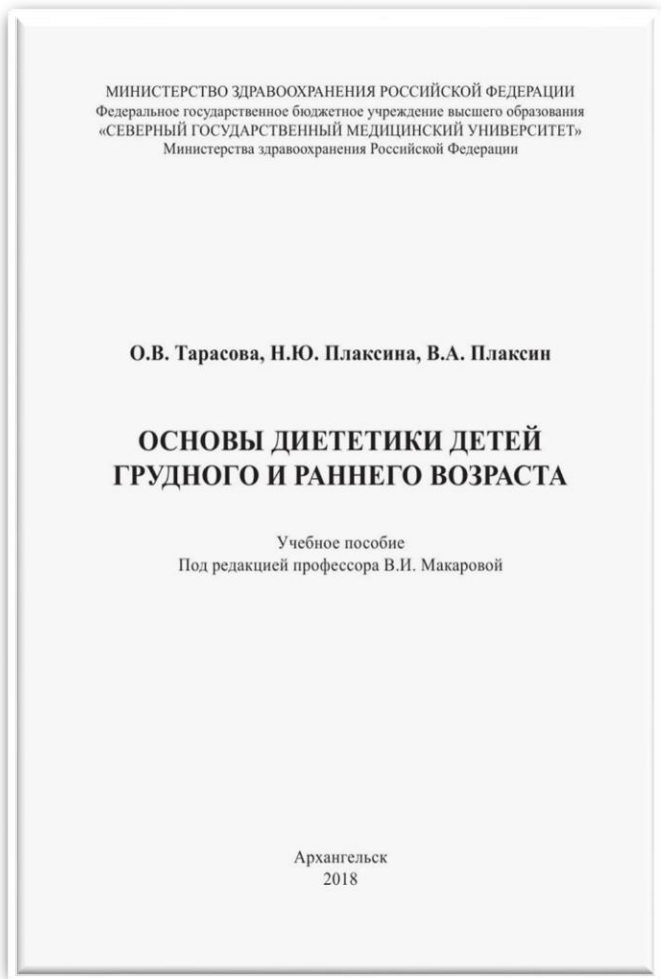 МИНИСТЕРСТВО ЗДРАВООХРАНЕНИЯ РОССИЙСКОЙ ФЕДЕРАЦИИ
Федеральное государственное бюджетное учреждение высшего образования
«СЕВЕРНЫЙ ГОСУДАРСТВЕННЫЙ МЕДИЦИНСКИЙ УНИВЕРСИТЕТ»
Министерства здравоохранения Российской Федерации
О.В. Тарасова, Н.Ю. Плаксина, В.А. Плаксин
ОСНОВЫ ДИЕТЕТИКИ ДЕТЕЙ
ГРУДНОГО И РАННЕГО ВОЗРАСТА
Учебное пособие
Под редакцией профессора В.И. Макаровой
Архангельск
2018